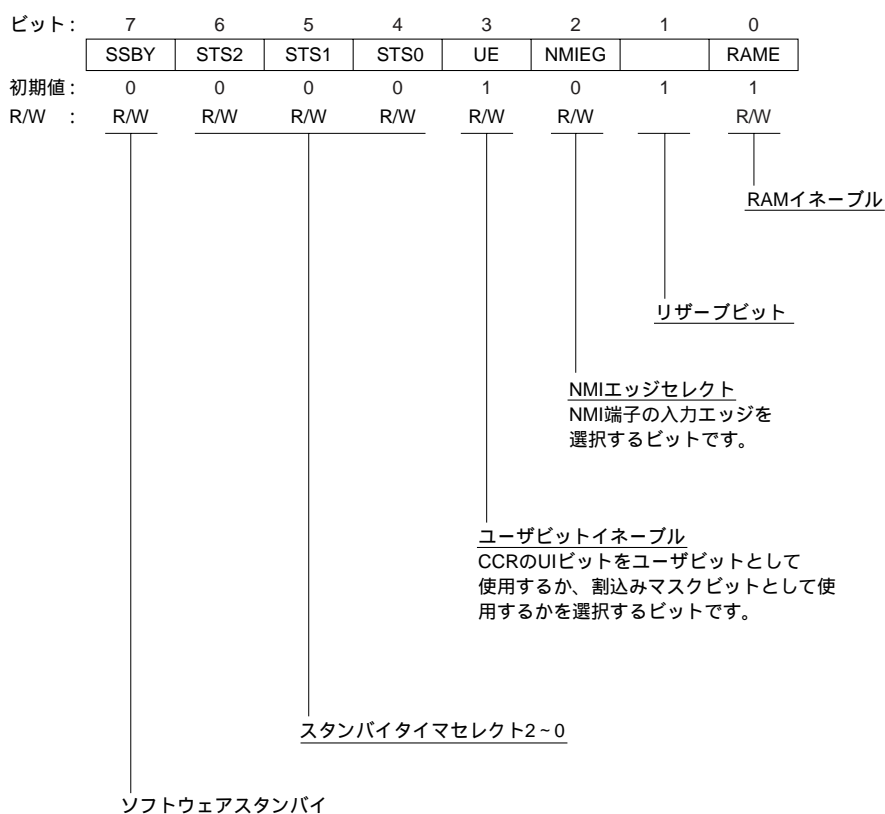 ビット : 7 6 5 4 3 2 1 0
SSBY STS2 STS1 STS0 UE NMIEG RAME
初期値 : 0 0 0 0 1 0 1 1
R/W : R/W R/W R/W R/W R/W R/W R/W
RAMイネーブル
リザーブビット
NMIエッジセレクト
NMI端子の入力エッジを
選択するビットです。
ユーザビットイネーブル
CCRのUIビットをユーザビットとして
使用するか、割込みマスクビットとして使
用するかを選択するビットです。
スタンバイタイマセレクト2~0
ソフトウェアスタンバイ